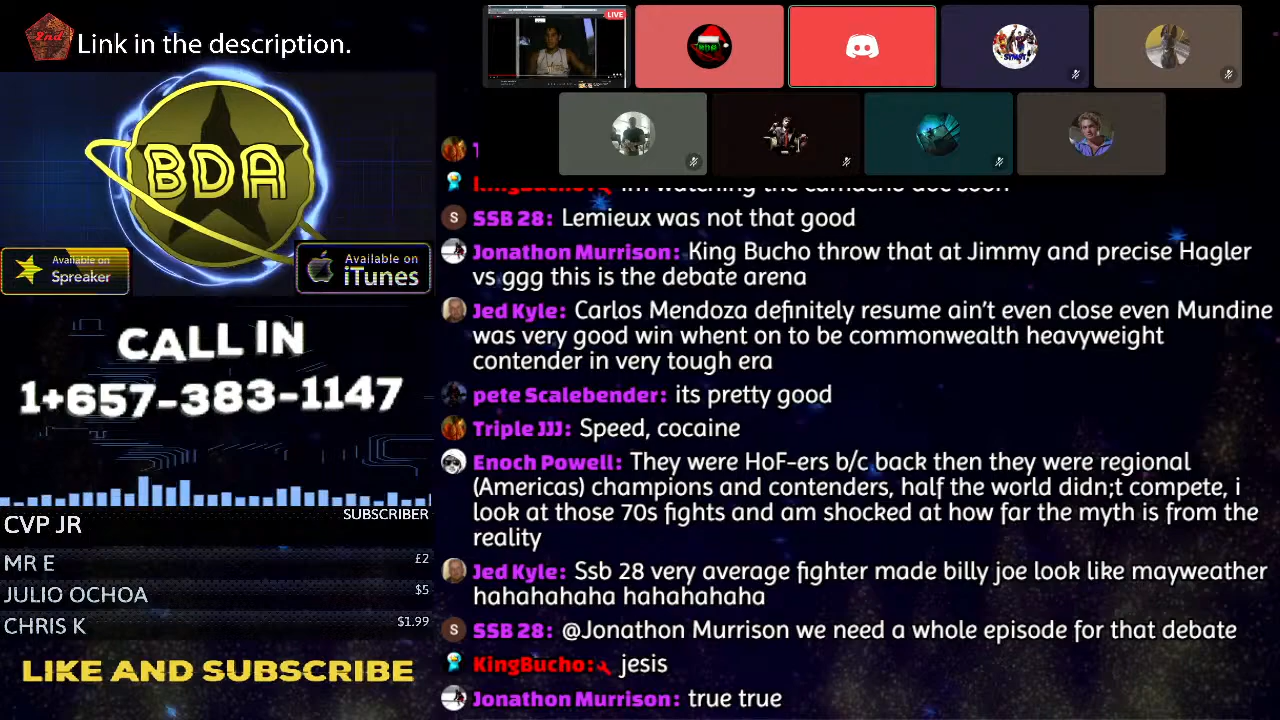 2nd
Link in the description.
BDA
Available on
Spreaker
Available on
iTunes
CALL IN
1+657-383-1147
SUBSCRIBER
CVP JR
MR E £2
JULIO OCHOA $5
CHRIS K $1.99
LIKE AND SUBSCRIBE
LIVE
KingBucho: im watching the camacho doc soon
S SSB 28: Lemieux was not that good
Jonathon Murrison: King Bucho throw that at Jimmy and precise Hagler
vs ggg this is the debate arena
Jed Kyle: Carlos Mendoza definitely resume ain't even close even Mundine
was very good win whent on to be commonwealth heavyweight
contender in very tough era
pete Scalebender: its pretty good
Triple JJJ: Speed, cocaine
Enoch Powell: They were HoF-ers b/c back then they were regional
(Americas) champions and contenders, half the world didn;t compete, i
look at those 70s fights and am shocked at how far the myth is from the
reality
Jed Kyle: Ssb 28 very average fighter made billy joe look like mayweather
hahahahaha hahahahaha
S SSB 28: @Jonathon Murrison we need a whole episode for that debate
KingBucho: jesis
Jonathon Murrison: true true